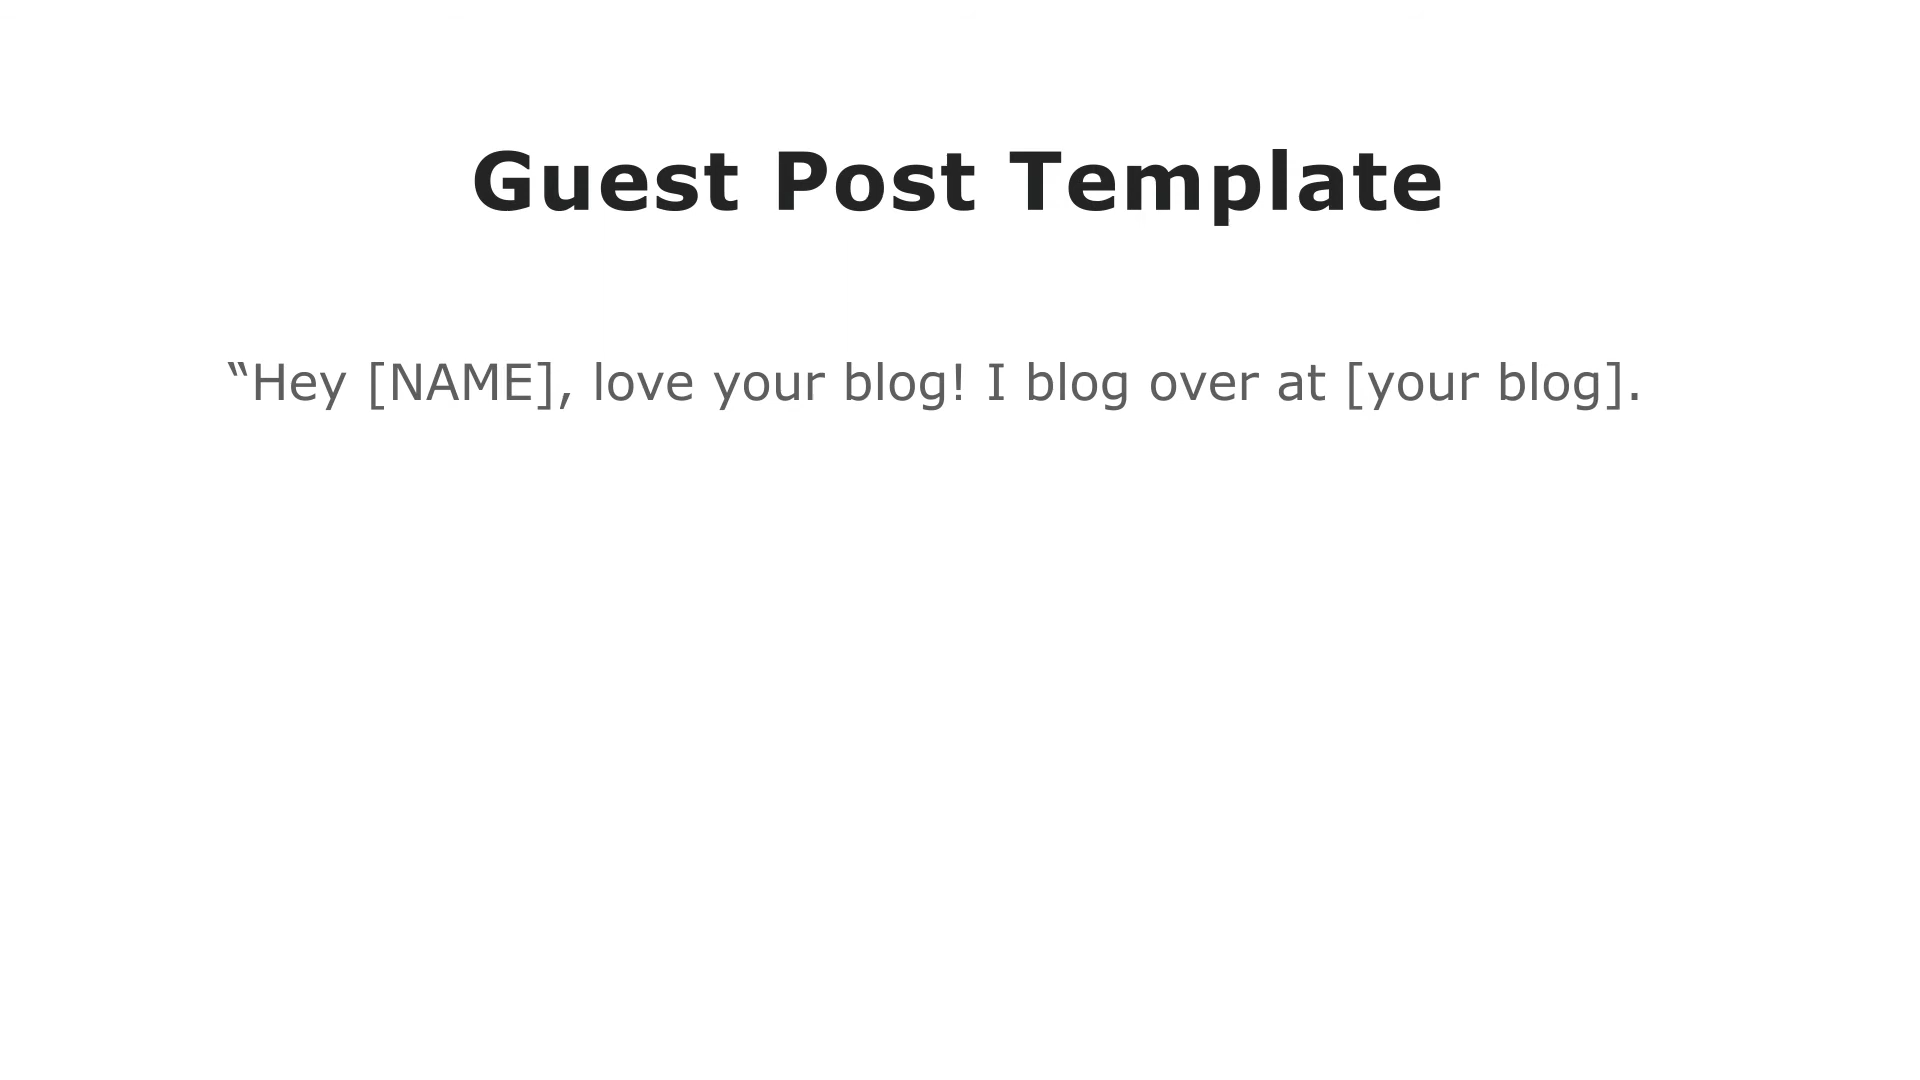 Guest Post Template
“Hey [NAME], love your blog! I blog over at [your blog].